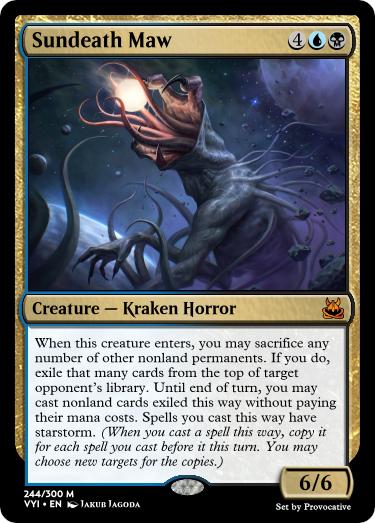 Sundeath Maw 4
Creature — Kraken Horror
When this creature enters, you may sacrifice any
number of other nonland permanents. If you do,
exile that many cards from the top of target
opponent's library. Until end of turn, you may
cast nonland cards exiled this way without paying
their mana costs. Spells you cast this way have
starstorm. (When you cast a spell this way, copy it
for each spell you cast before it this turn. You may
choose new targets for the copies.)
6/6
244/300 M
VYI • EN Jakub Jagoda
Set by Provocative